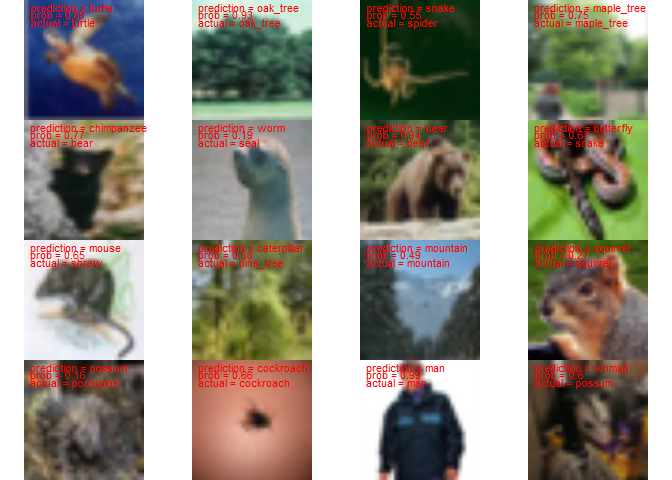 prediction = turtle
actual = turtle
prediction = oak_tree
prob = 0.93
actual = oak_tree
prediction = snake
prob = 0.55
actual = spider
prediction = maple_tree
prob = 0.75
actual = maple_tree
prediction = chimpanzee
prob = 0.77
actual = bear
prediction = worm
prob = 0.19
actual = seal
prediction = bear
prob = 0.94
actual = bear
prediction = butterfly
prob = 0.67
actual = snake
prediction = mouse
prob = 0.65
actual = shrew
prediction = caterpillar
actual = pine_tree
prediction = mountain
prob = 0.49
actual = mountain
prediction = squirrel
actual = squirrel
prediction = possum
prob = 0.16
actual = porcupine
prediction = cockroach
prob = 0.66
actual = cockroach
prediction = man
prob = 0.99
actual = man
prediction = woman
actual = possum